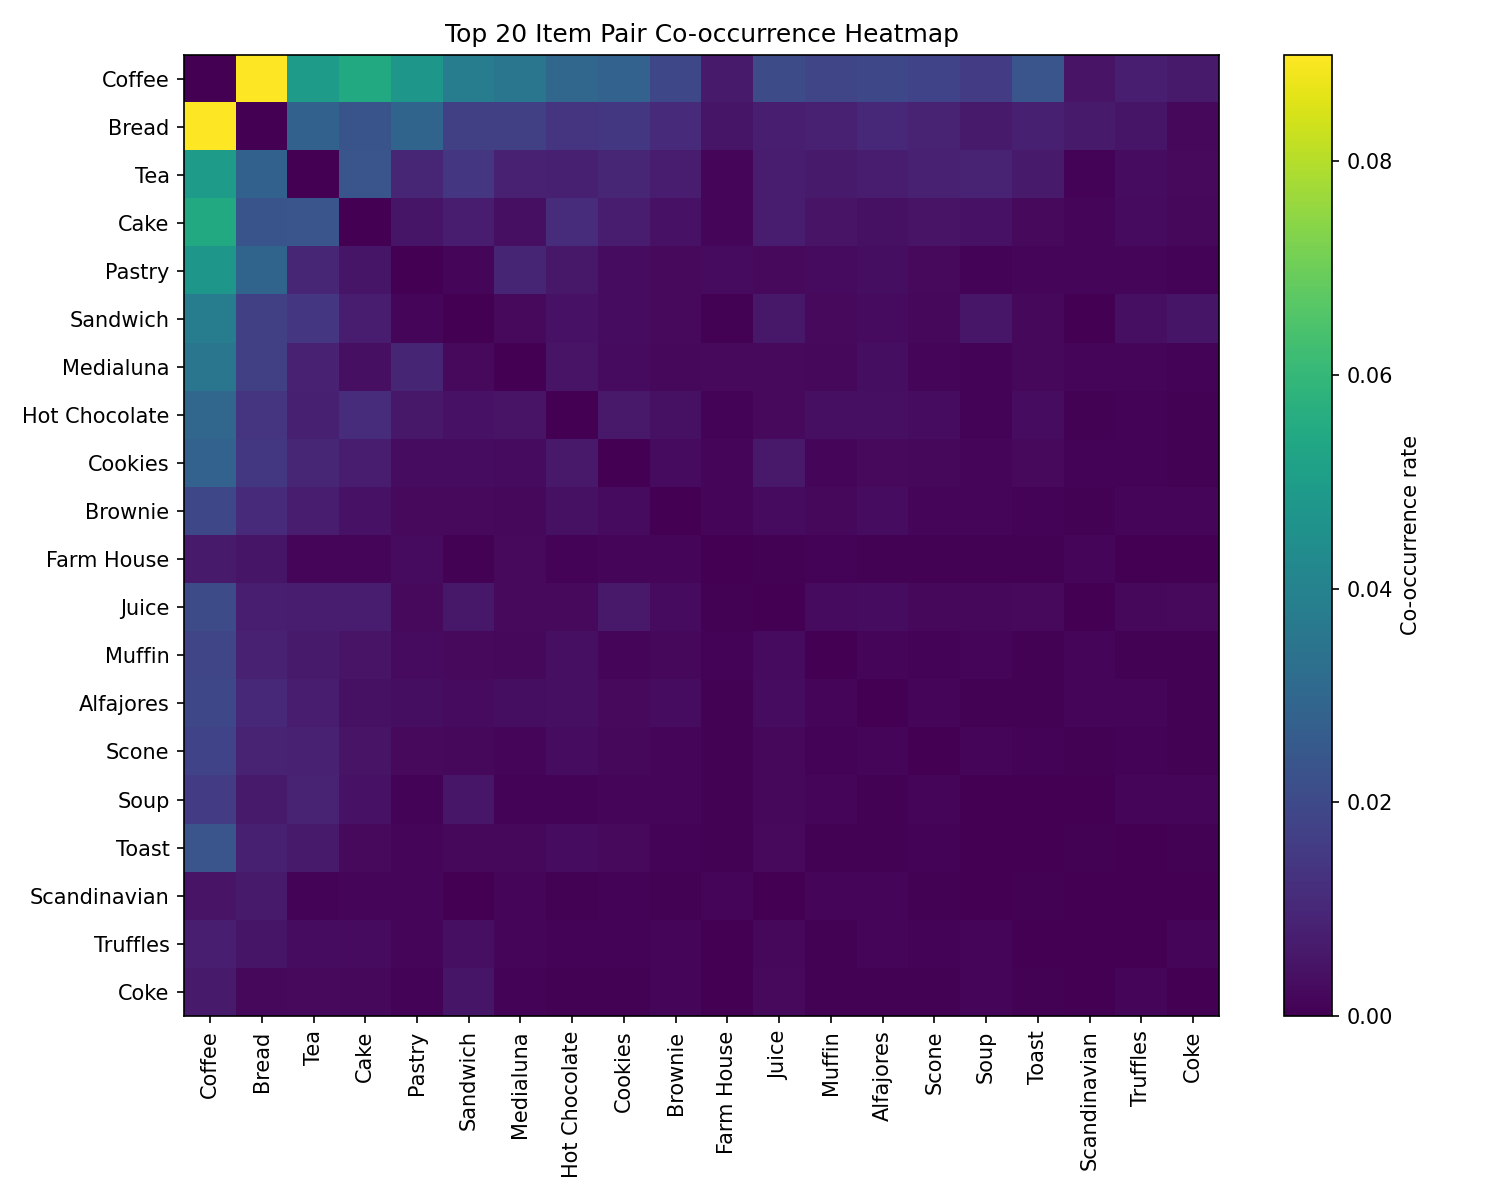 Top 20 Item Pair Co-occurrence Heatmap
Coffee
Bread
Tea
Cake
Pastry
Sandwich
Medialuna
Hot Chocolate
Cookies
Brownie
Farm House
Juice
Muffin
Alfajores
Scone
Soup
Toast
Scandinavian
Truffles
Coke
Coffee
Bread
Tea
Cake
Pastry
Sandwich
Medialuna
Hot Chocolate
Cookies
Brownie
Farm House
Juice
Muffin
Alfajores
Scone
Soup
Toast
Scandinavian
Truffles
Coke
0.08
0.06
0.04
0.02
0.00
Co-occurrence rate